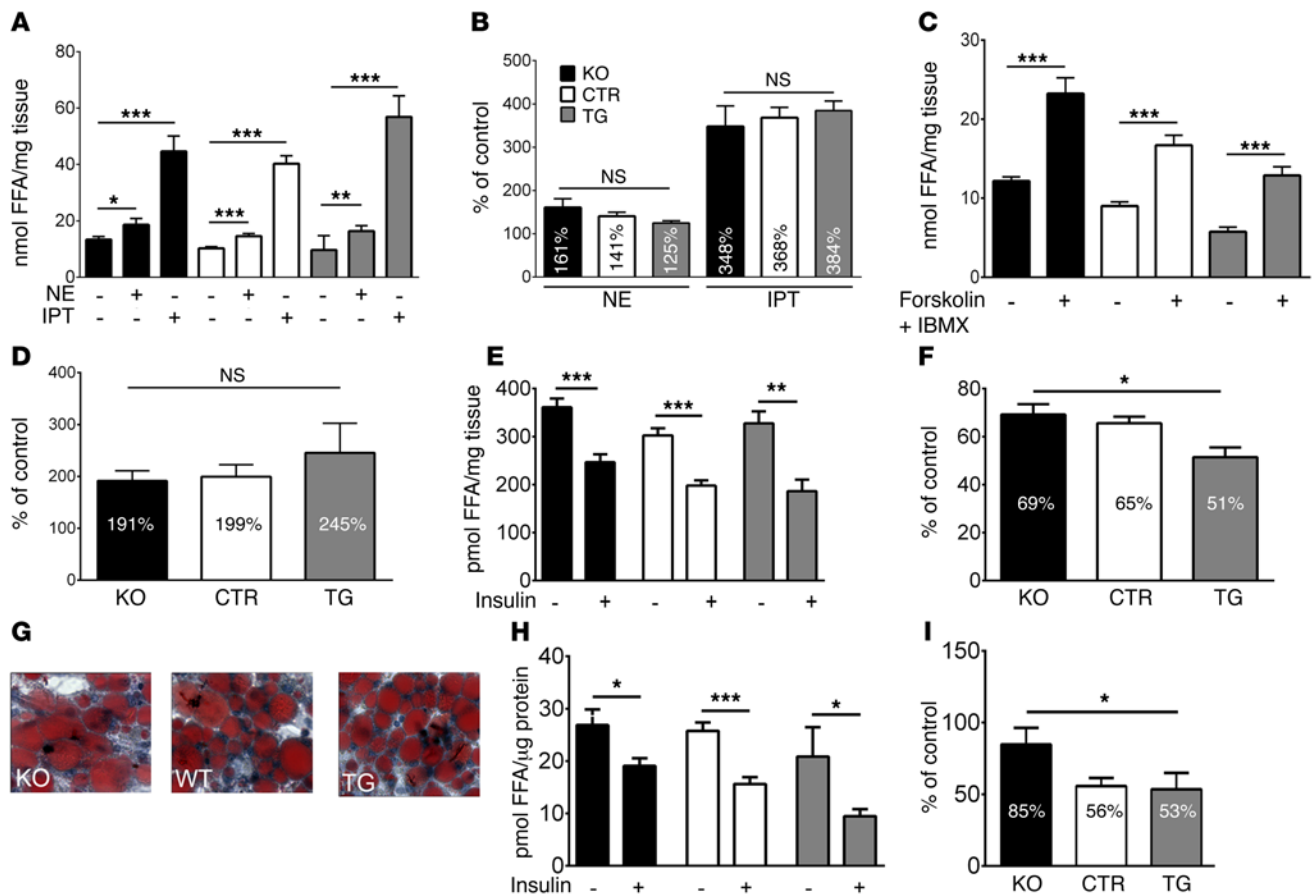 A
nmol FFA/mg tissue
80
60
40
20
0
*
***
***
***
**
***
NE - + - - + - - + -
IPT - - + - - + - - +
B
% of control
500
400
300
200
100
0
KO
CTR
TG
NS
NS
161% 141% 125% 348% 368% 384%
NE IPT
C
nmol FFA/mg tissue
30
20
10
0
*** *** ***
Forskolin - + - + - +
+ IBMX
D
% of control
400
300
200
100
0
NS
191% 199% 245%
KO CTR TG
E
pmol FFA/mg tissue
400
300
200
100
0
*** *** **
Insulin - + - + - +
F
% of control
80
60
40
20
0
*
69% 65% 51%
KO CTR TG
G
KO WT TG
H
pmol FFA/µg protein
40
30
20
10
0
* *** *
Insulin - + - + - +
I
% of control
150
100
50
0
*
85% 56% 53%
KO CTR TG